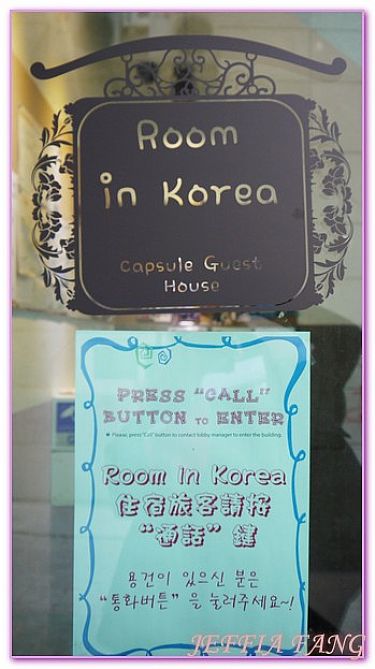 Room
in Korea
Capsule Guest
House
PRESS "CALL"
BUTTON TO ENTER
※ Please, press "Call" button to contact lobby manager to enter the building.
Room In Korea
住宿旅客請按
"通話" 鍵
용건이 있으신 분은
"통화버튼" 을 눌러주세요~!
JEFFIA FANG